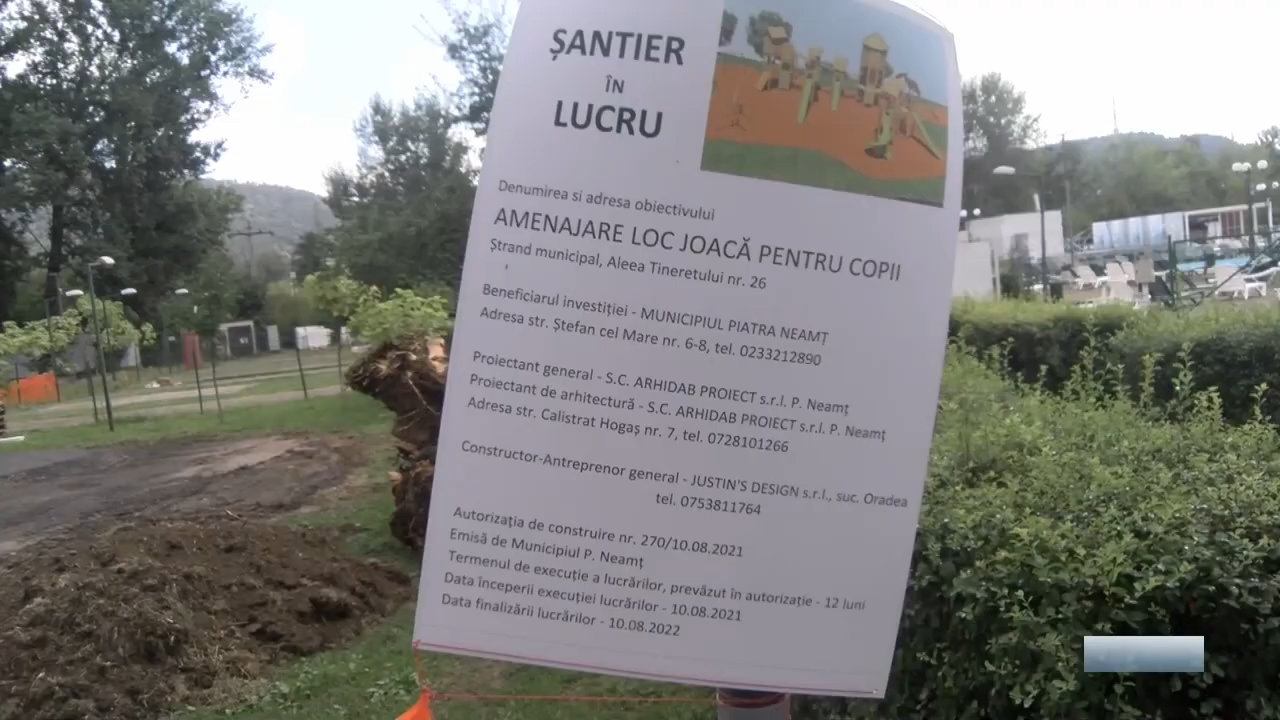 ȘANTIER
ÎN
LUCRU
Denumirea si adresa obiectivului
AMENAJARE LOC JOACĂ PENTRU COPII
Ștrand municipal, Aleea Tineretului nr. 26
Beneficiarul investiției - MUNICIPIUL PIATRA NEAMȚ
Adresa str. Ștefan cel Mare nr. 6-8, tel. 0233212890
Proiectant general - S.C. ARHIDAB PROIECT s.r.l. P. Neamț
Proiectant de arhitectură - S.C. ARHIDAB PROIECT s.r.l. P. Neamț
Adresa str. Calistrat Hogaș nr. 7, tel. 0728101266
Constructor-Antreprenor general - JUSTIN'S DESIGN s.r.l., suc. Oradea
tel. 0753811764
Autorizația de construire nr. 270/10.08.2021
Emisă de Municipiul P. Neamț
Termenul de execuție a lucrărilor, prevăzut în autorizație - 12 luni
Data începerii execuției lucrărilor - 10.08.2021
Data finalizării lucrărilor - 10.08.2022